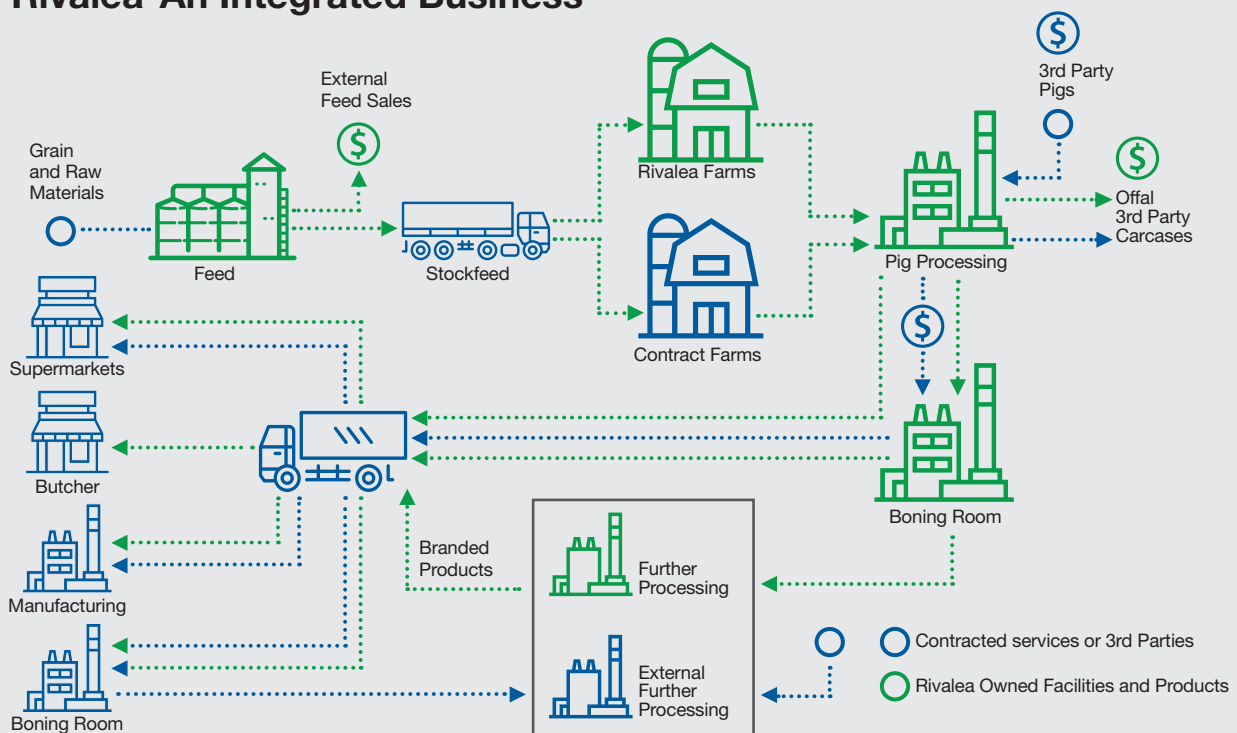 Rivalea An Integrated Business
External
Feed Sales
$
Grain
and Raw
Materials
Feed
Stockfeed
Rivalea Farms
Contract Farms
$
3rd Party
Pigs
$
Offal
3rd Party
Carcases
Pig Processing
$
Supermarkets
Butcher
Manufacturing
Boning Room
Boning Room
Branded
Products
Further
Processing
External
Further
Processing
Contracted services or 3rd Parties
Rivalea Owned Facilities and Products